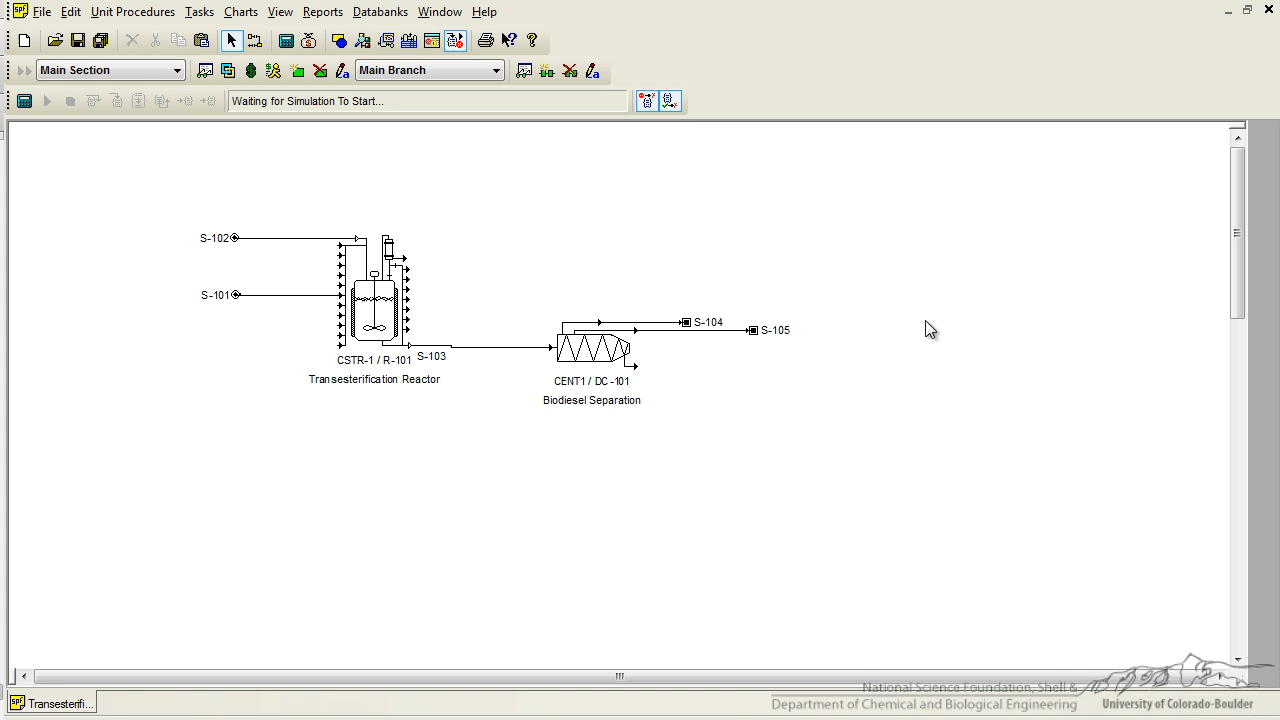 File Edit Unit Procedures Tasks Charts View Reports Databanks Window Help
Main Section Main Branch
Waiting for Simulation To Start...
S-102
S-101
S-104
S-105
CSTR-1 / R-101 S-103
Transesterification Reactor
CENT1 / DC-101
Biodesel Separation
Transesterifi...
National Science Foundation, Shell &
Department of Chemical and Biological Engineering
University of Colorado-Boulder